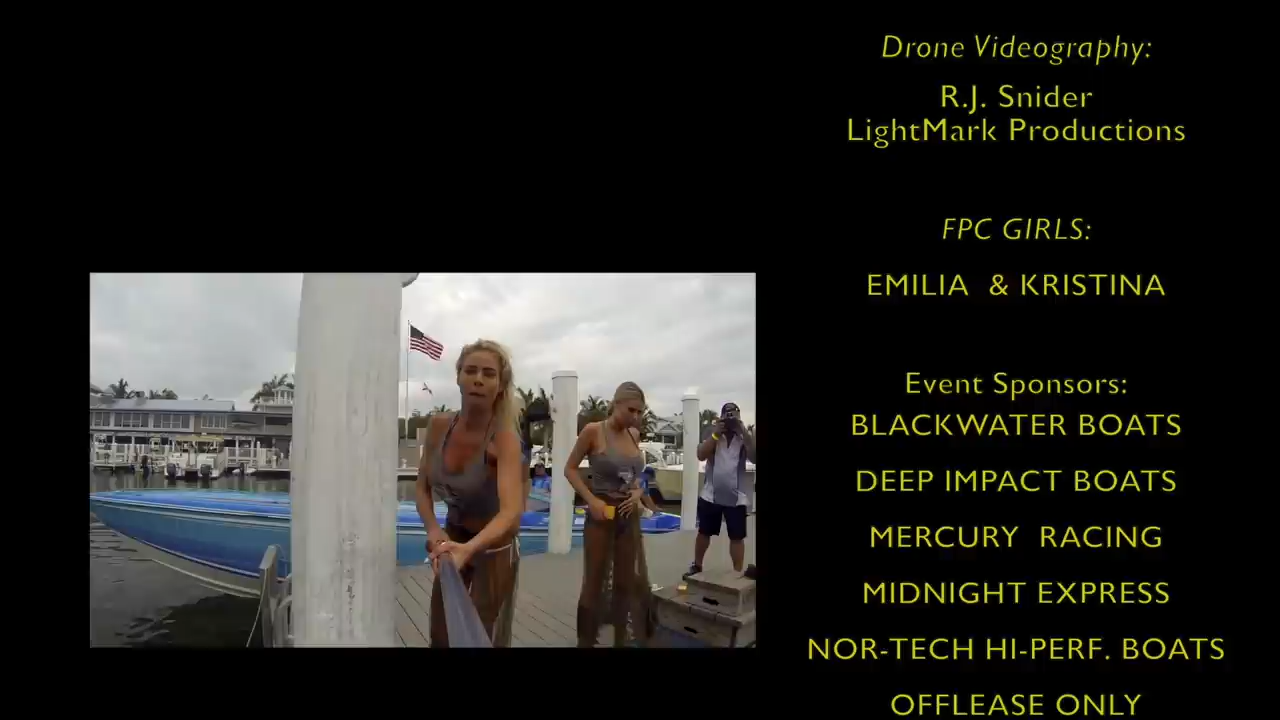 Drone Videography:
R.J. Snider
LightMark Productions
FPC GIRLS:
EMILIA & KRISTINA
Event Sponsors:
BLACKWATER BOATS
DEEP IMPACT BOATS
MERCURY RACING
MIDNIGHT EXPRESS
NOR-TECH HI-PERF. BOATS
OFFLEASE ONLY